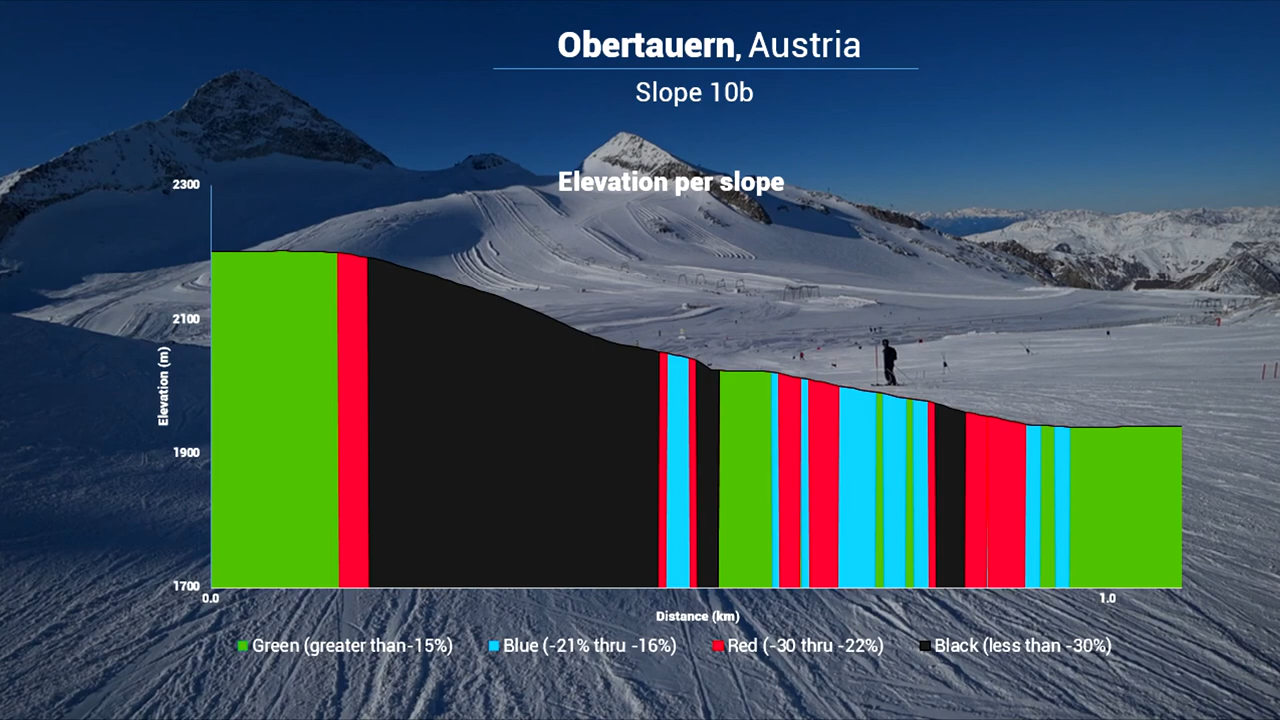 Obertauern, Austria
Slope 10b
Elevation per slope
2300
2100
1900
1700
Elevation (m)
0.0
1.0
Distance (km)
Green (greater than-15%)
Blue (-21% thru -16%)
Red (-30 thru -22%)
Black (less than -30%)